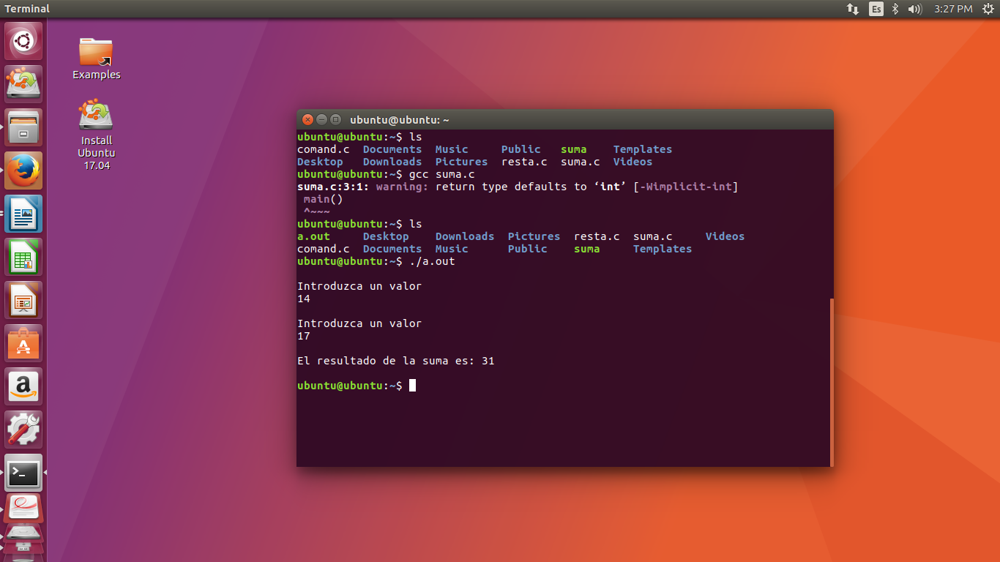 Terminal
Es
3:27 PM
Examples
Install
Ubuntu
17.04
ubuntu@ubuntu: ~
ubuntu@ubuntu:~$ ls
comand.c Documents Music Public suma Templates
Desktop Downloads Pictures resta.c suma.c Videos
ubuntu@ubuntu:~$ gcc suma.c
suma.c:3:1: warning: return type defaults to ‘int’ [-Wimplicit-int]
main()
^~~~
ubuntu@ubuntu:~$ ls
a.out Desktop Downloads Pictures resta.c suma.c Videos
comand.c Documents Music Public suma Templates
ubuntu@ubuntu:~$ ./a.out
Introduzca un valor
14
Introduzca un valor
17
El resultado de la suma es: 31
ubuntu@ubuntu:~$